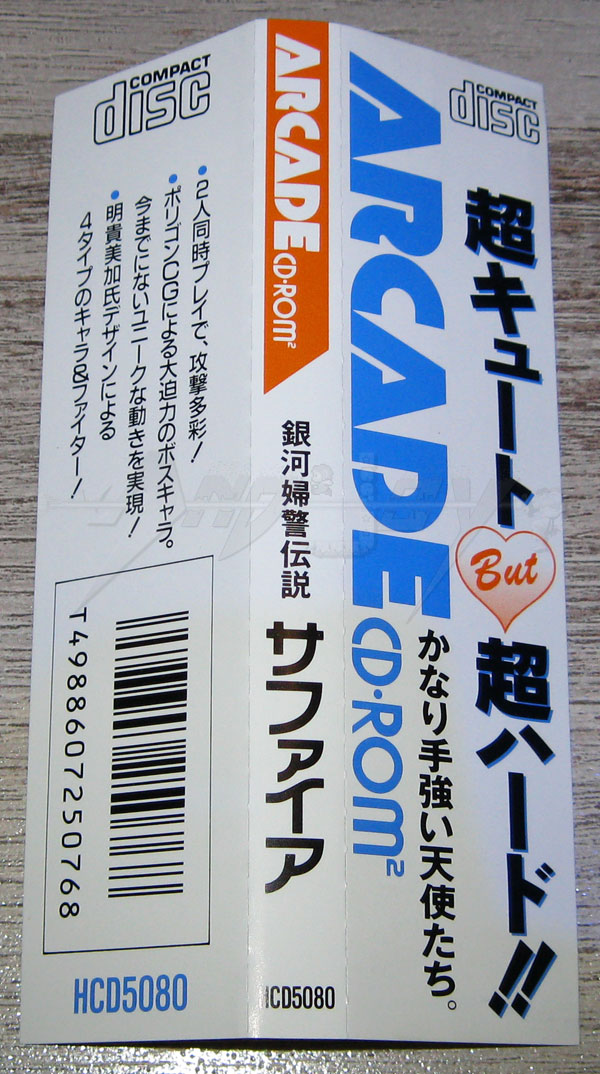 COMPACT
disc
超キュート
But
超ハード!!
ARCADE
CD・ROM²
かなり手強い天使たち。
ARCADE
CD・ROM²
銀河婦警伝説
サファイア
HCD5080
COMPACT
disc
・2人同時プレイで、攻撃多彩！
・ポリゴンCGによる大迫力のボスキャラ。
今までにないユニークな動きを実現！
・明貴美加氏デザインによる
4タイプのキャラ&ファイター！
T4988607250768
HCD5080